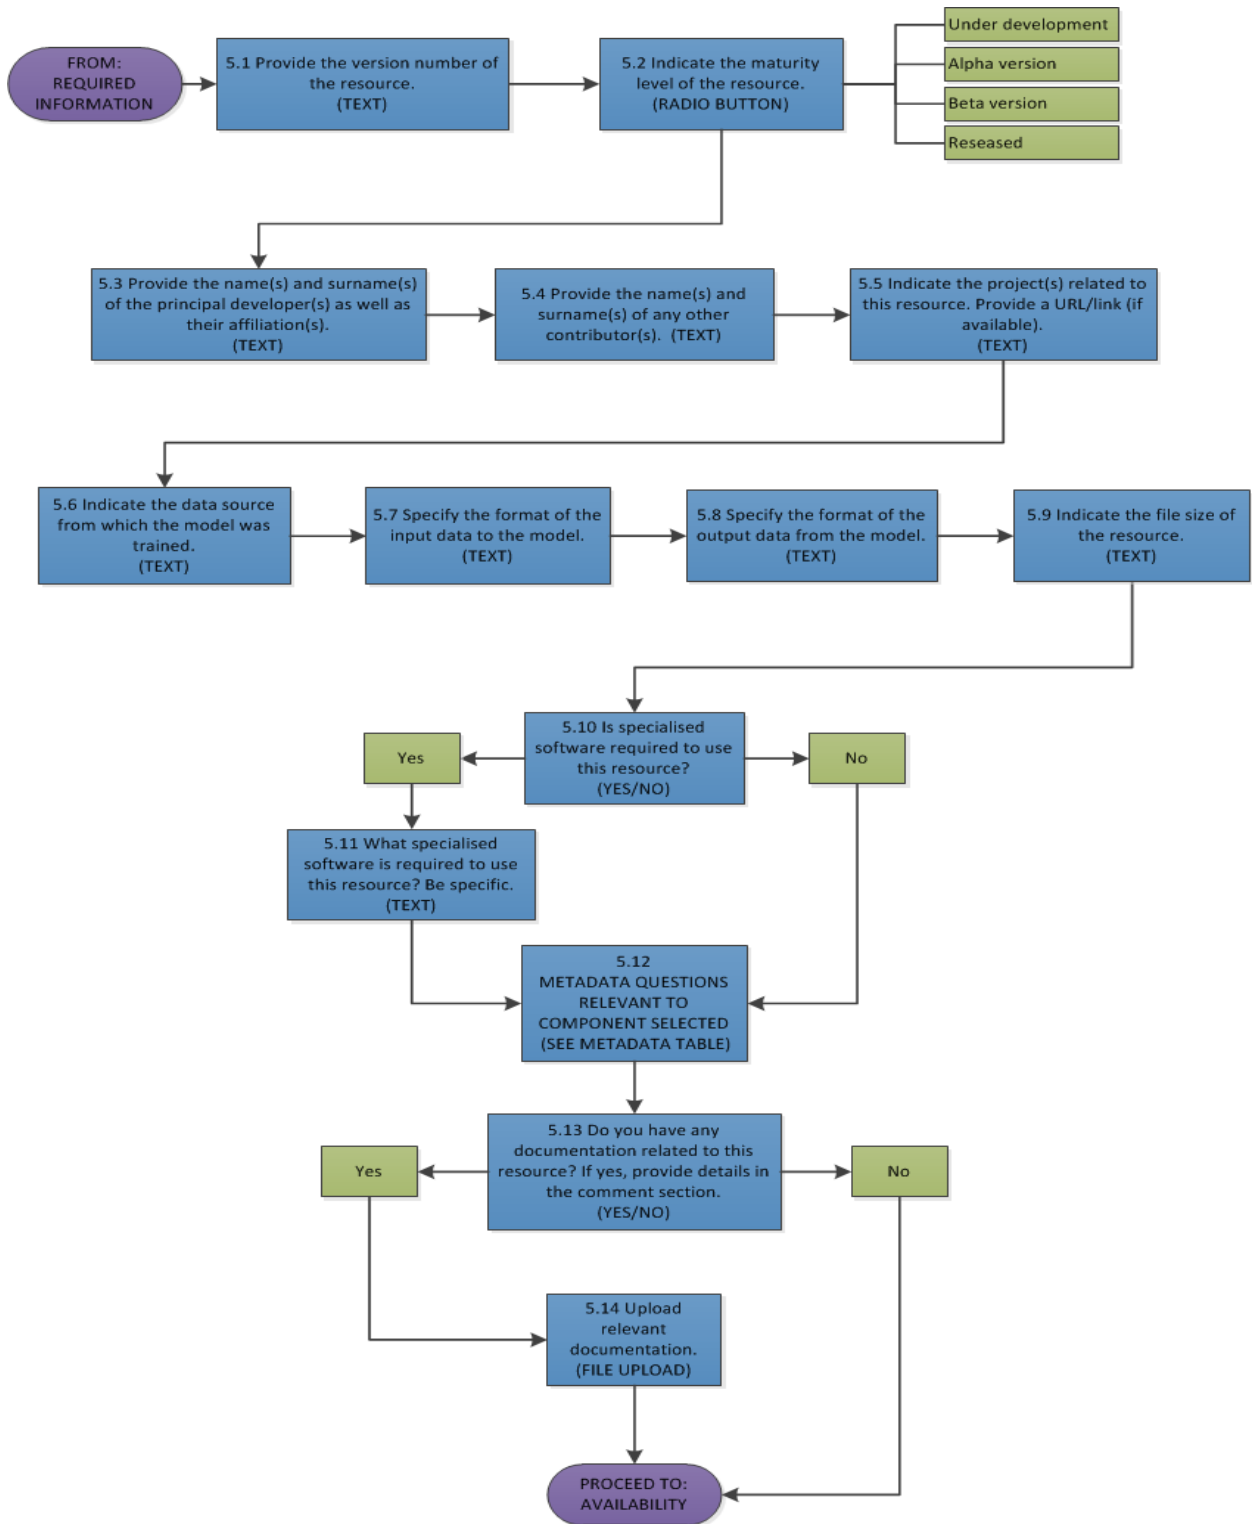 FROM:
REQUIRED
INFORMATION
5.1 Provide the version number of
the resource.
(TEXT)
5.2 Indicate the maturity
level of the resource.
(RADIO BUTTON)
Under development
Alpha version
Beta version
Reseased
5.3 Provide the name(s) and surname(s)
of the principal developer(s) as well as
their affiliation(s).
(TEXT)
5.4 Provide the name(s) and
surname(s) of any other
contributor(s). (TEXT)
5.5 Indicate the project(s) related to
this resource. Provide a URL/link (if
available).
(TEXT)
5.6 Indicate the data source
from which the model was
trained.
(TEXT)
5.7 Specify the format of the
input data to the model.
(TEXT)
5.8 Specify the format of the
output data from the model.
(TEXT)
5.9 Indicate the file size of
the resource.
(TEXT)
5.10 Is specialised
software required to use
this resource?
(YES/NO)
Yes
No
5.11 What specialised
software is required to use
this resource? Be specific.
(TEXT)
5.12
METADATA QUESTIONS
RELEVANT TO
COMPONENT SELECTED
(SEE METADATA TABLE)
5.13 Do you have any
documentation related to this
resource? If yes, provide details in
the comment section.
(YES/NO)
Yes
No
5.14 Upload
relevant
documentation.
(FILE UPLOAD)
PROCEED TO:
AVAILABILITY